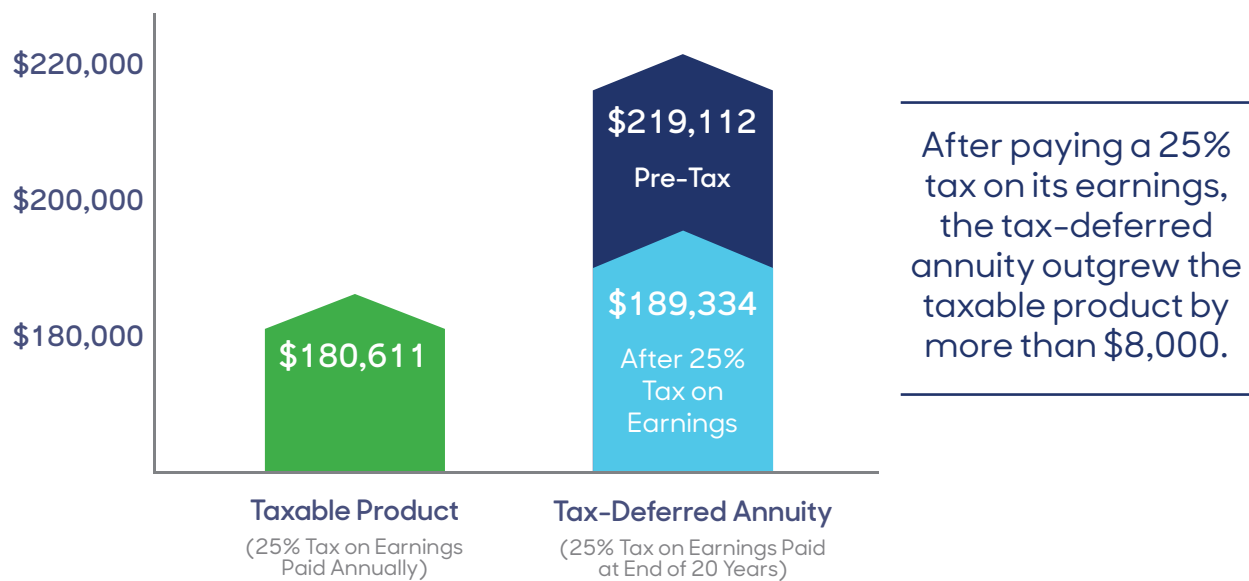 $220,000
$200,000
$180,000
$180,611
$219,112
Pre-Tax
$189,334
After 25%
Tax on
Earnings
Taxable Product
(25% Tax on Earnings
Paid Annually)
Tax-Deferred Annuity
(25% Tax on Earnings Paid
at End of 20 Years)
After paying a 25%
tax on its earnings,
the tax-deferred
annuity outgrew the
taxable product by
more than $8,000.